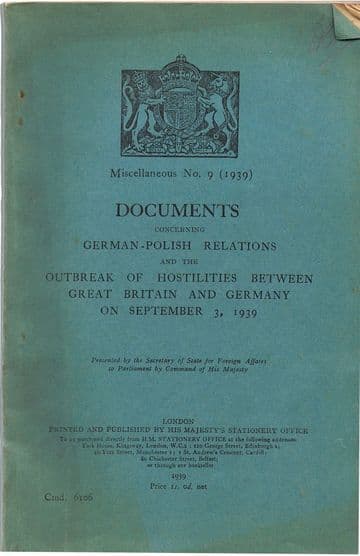 Miscellaneous No. 9 (1939)
DOCUMENTS
CONCERNING
GERMAN-POLISH RELATIONS
AND THE
OUTBREAK OF HOSTILITIES BETWEEN
GREAT BRITAIN AND GERMANY
ON SEPTEMBER 3, 1939
Presented by the Secretary of State for Foreign Affairs
to Parliament by Command of His Majesty
LONDON
PRINTED AND PUBLISHED BY HIS MAJESTY'S STATIONERY OFFICE
To be purchased directly from H.M. STATIONERY OFFICE at the following addresses:
York House, Kingsway, London, W.C.2; 120 George Street, Edinburgh 2;
26 York Street, Manchester 1; 1 St. Andrew's Crescent, Cardiff;
80 Chichester Street, Belfast;
or through any bookseller
1939
Price 1s. 0d. net
Cmd. 6106